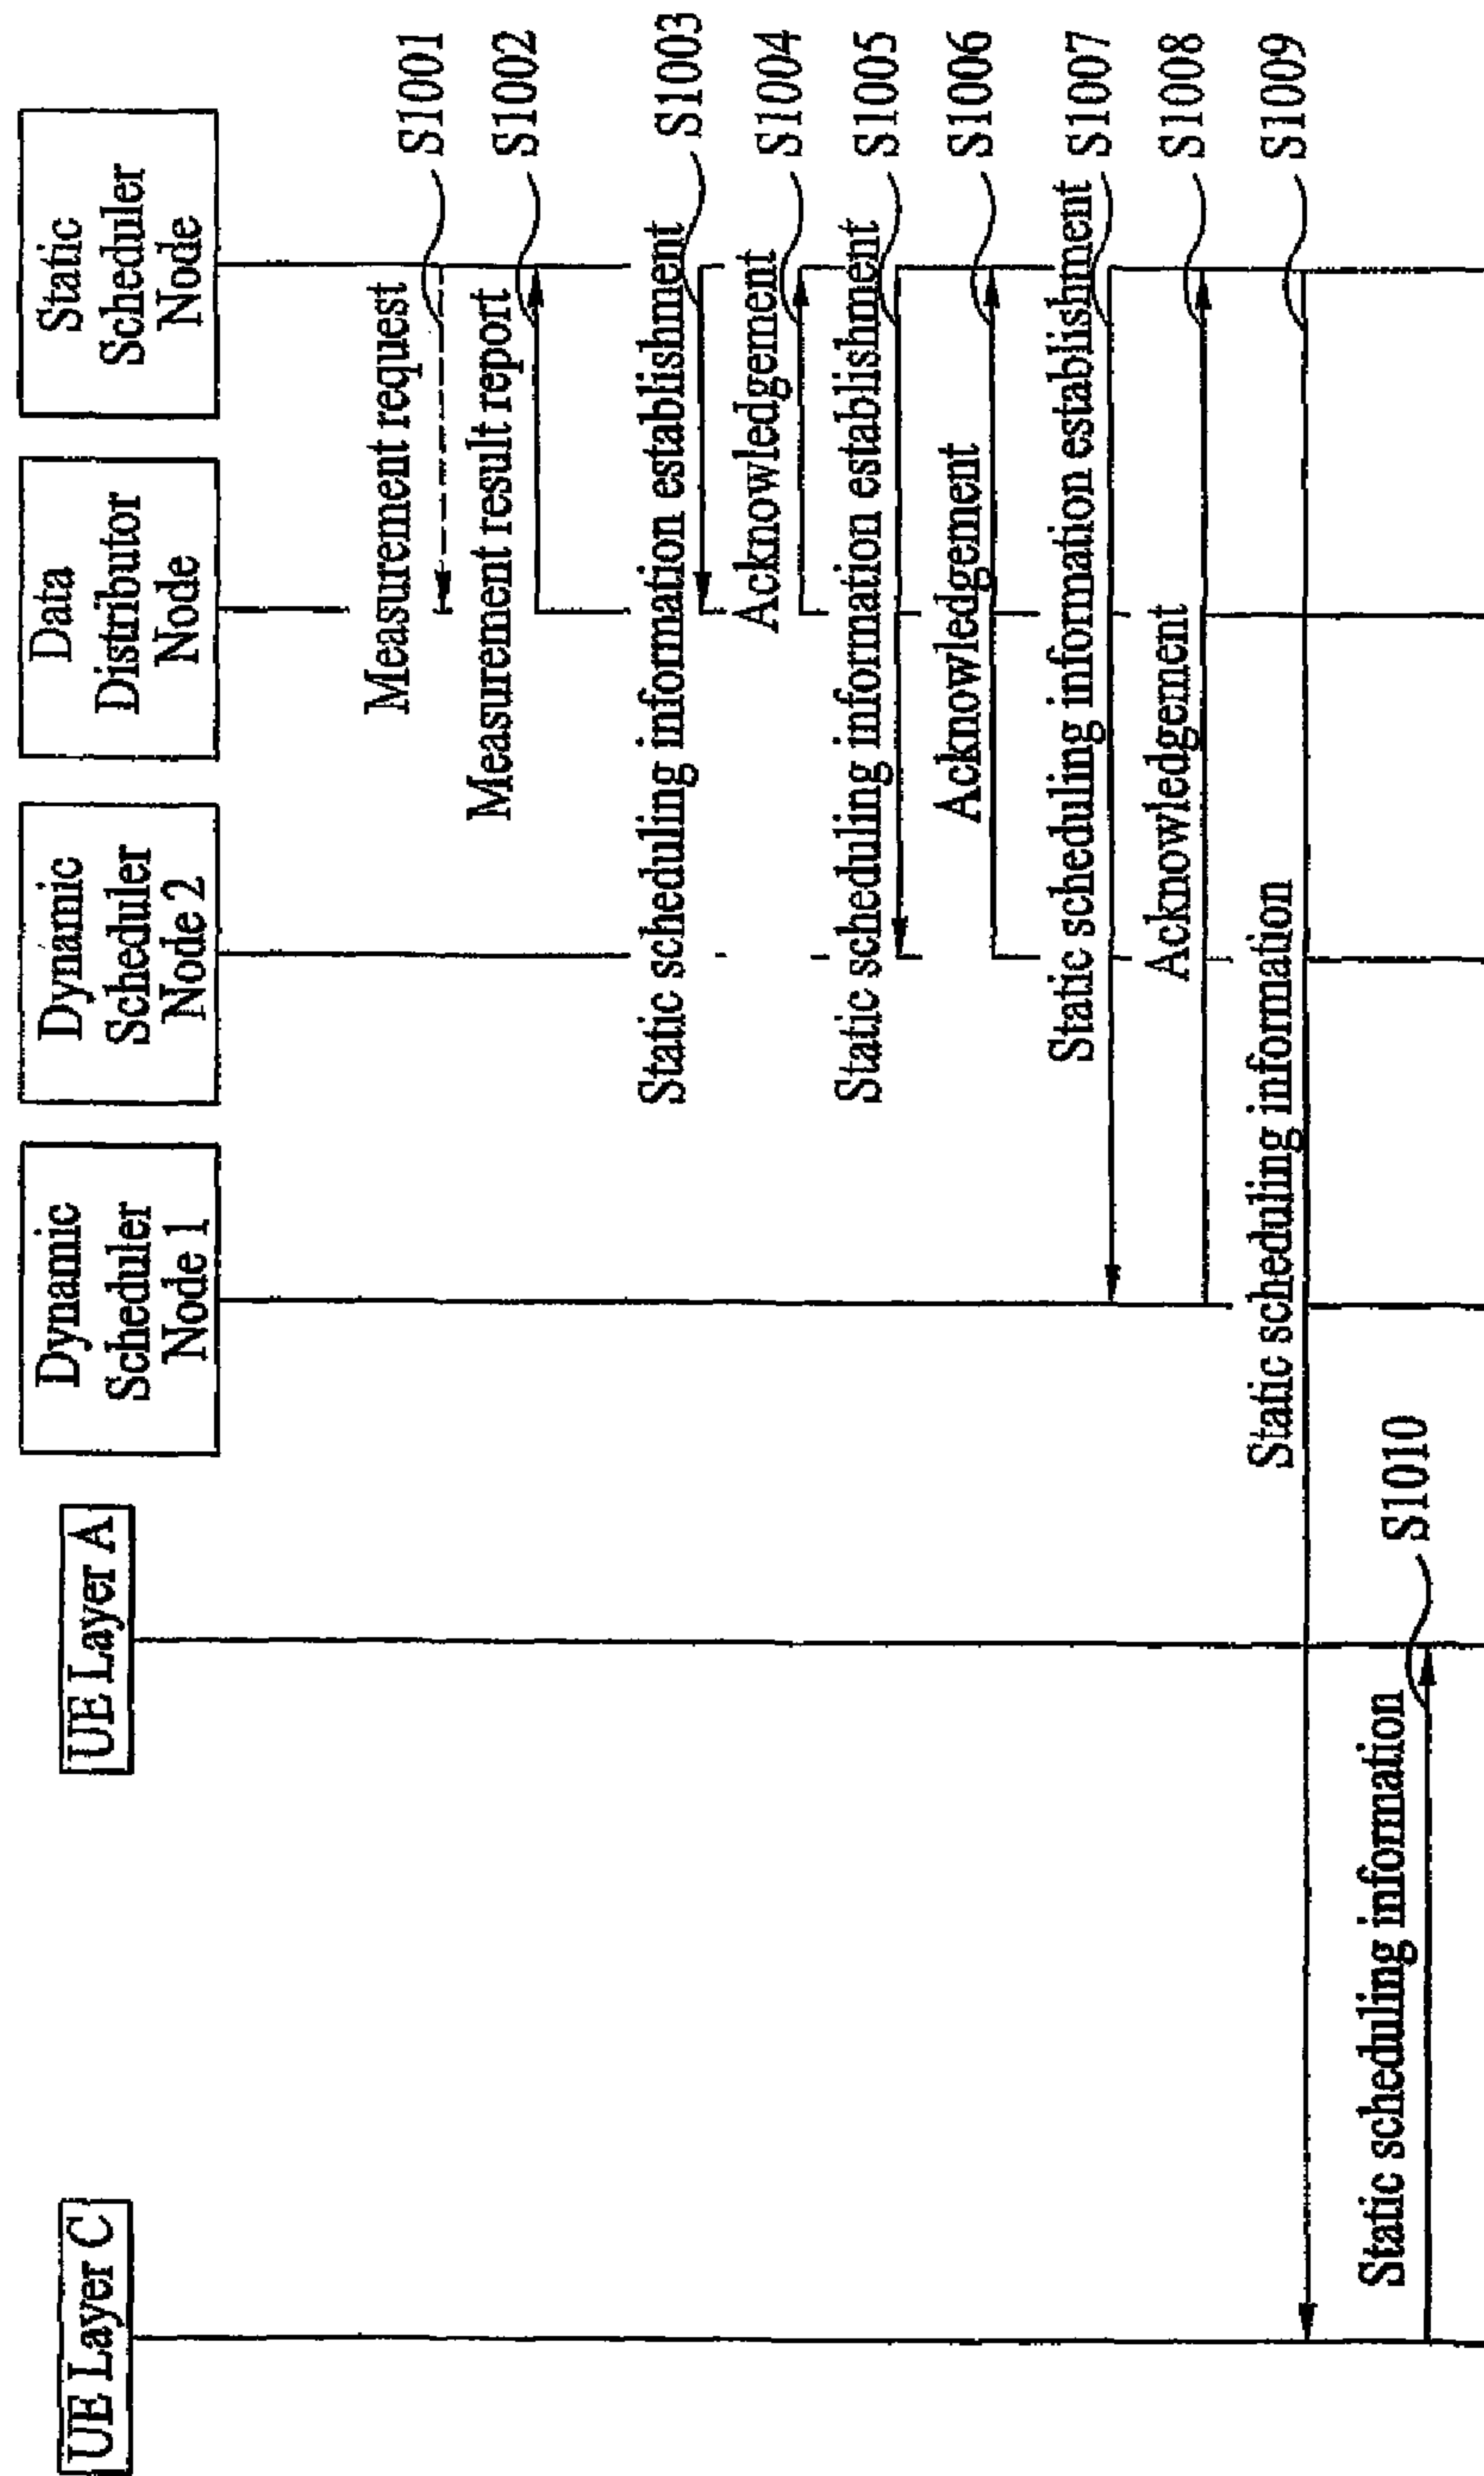 UE Layer C
UE Layer A
Dynamic
Scheduler
Node 1
Dynamic
Scheduler
Node 2
Data
Distributor
Node
Static
Scheduler
Node
Measurement request
S1001
Measurement result report
S1002
Static scheduling information establishment
S1003
Acknowledgement
S1004
Static scheduling information establishment
S1005
Acknowledgement
S1006
Static scheduling information establishment
S1007
Acknowledgement
S1008
Static scheduling information
S1009
Static scheduling information
S1010